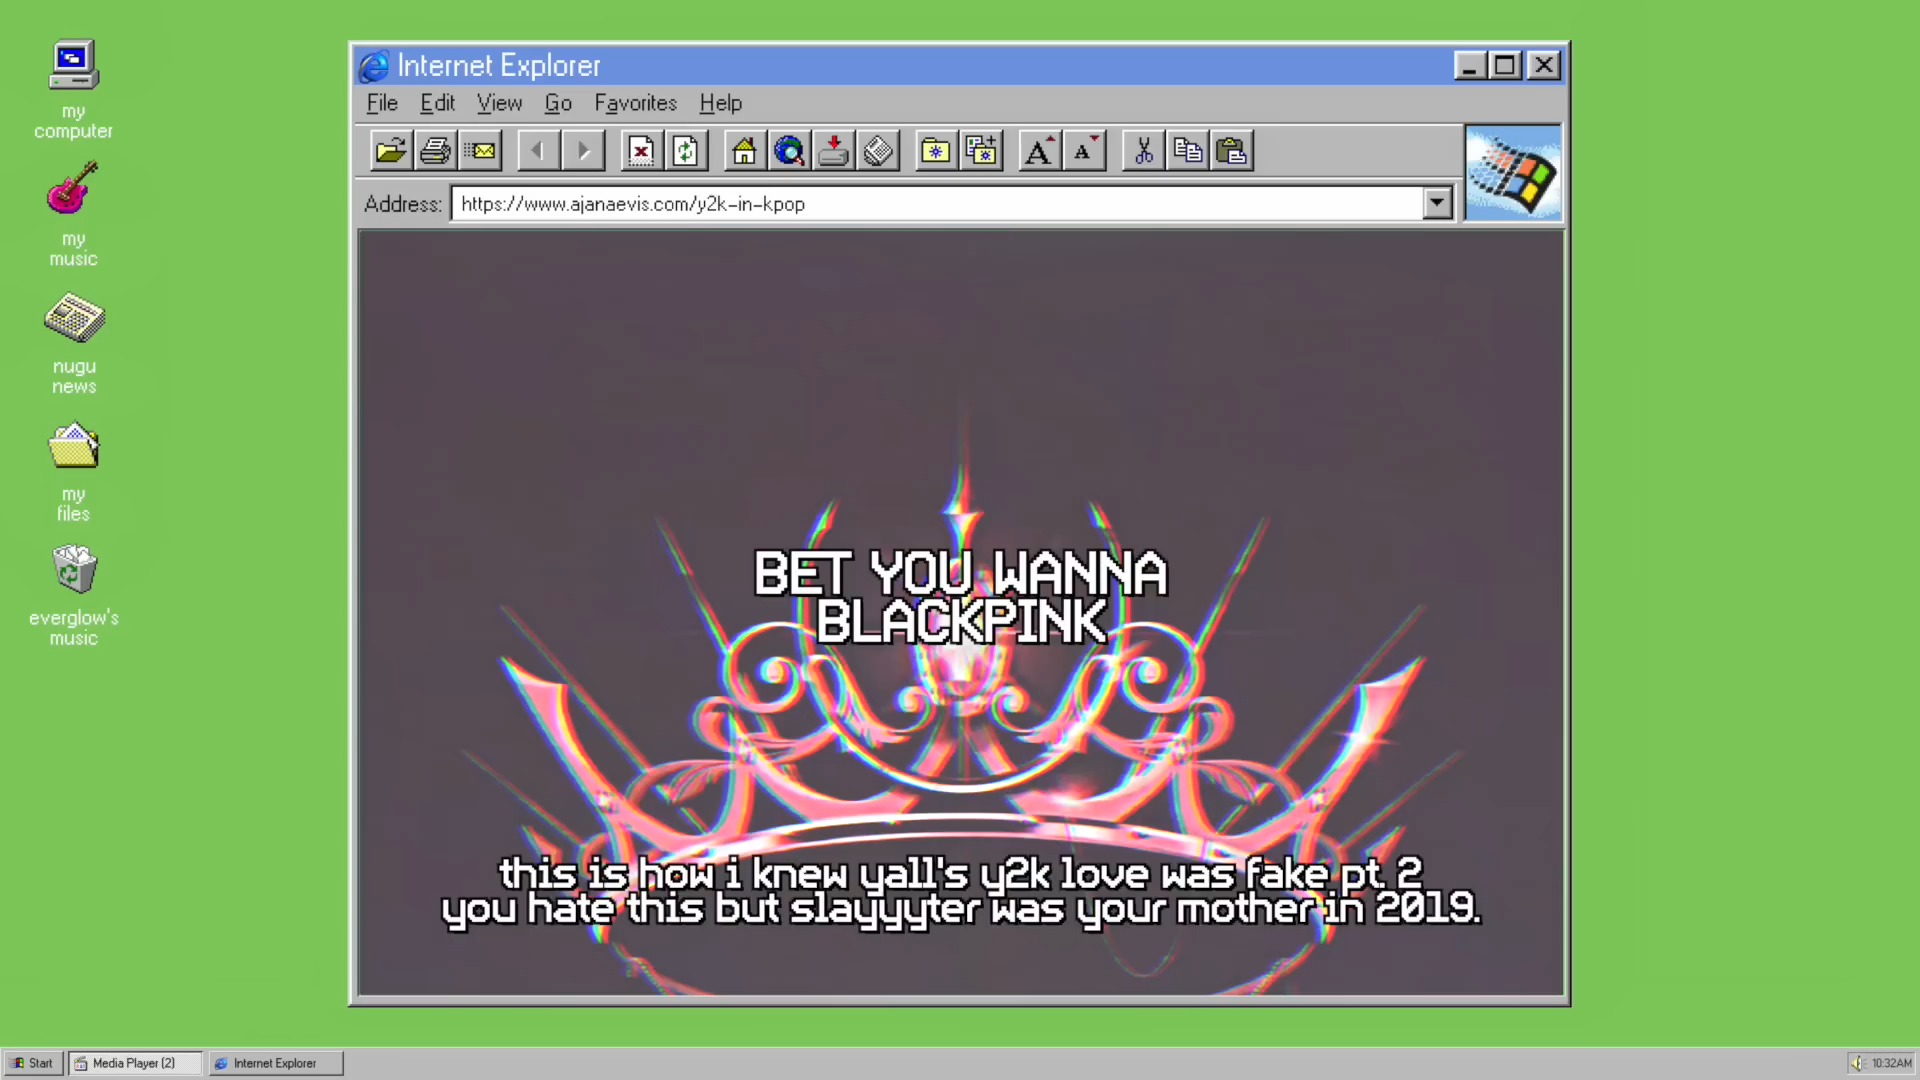 my
computer
my
music
nugu
news
my
files
everglow's
music
Internet Explorer
File Edit View Go Favorites Help
Address: https://www.ajanaevis.com/y2k-in-kpop
BET YOU WANNA
BLACKPINK
this is how i knew yall's y2k love was fake pt. 2
you hate this but slayyyter was your mother in 2019.
Start Media Player (2) Internet Explorer 10:32AM